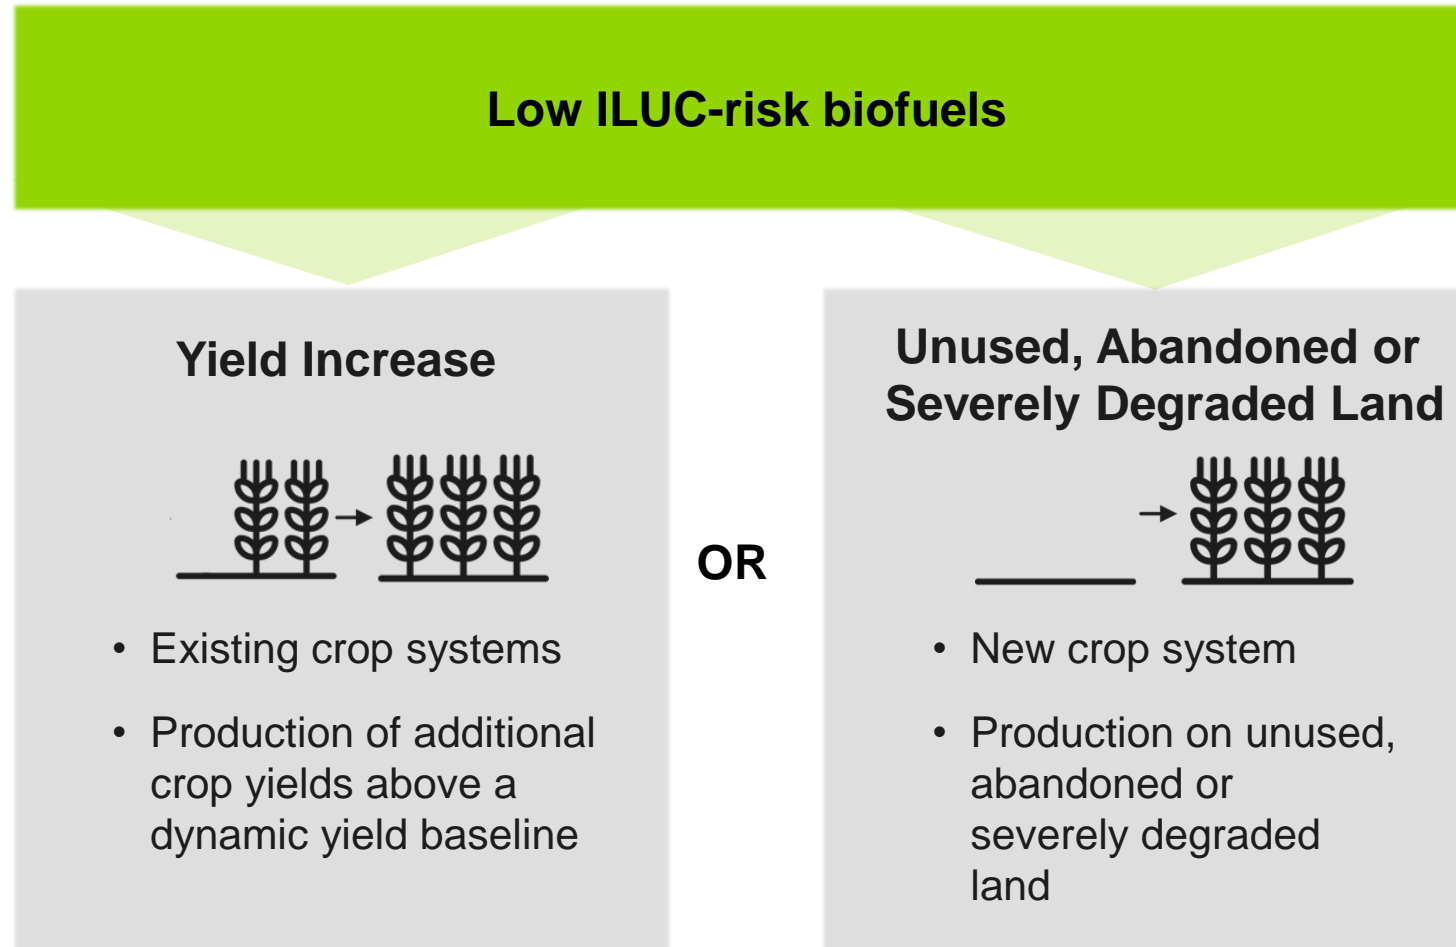 Low ILUC-risk biofuels
Yield Increase
• Existing crop systems
• Production of additional
crop yields above a
dynamic yield baseline
OR
Unused, Abandoned or
Severely Degraded Land
• New crop system
• Production on unused,
abandoned or
severely degraded
land